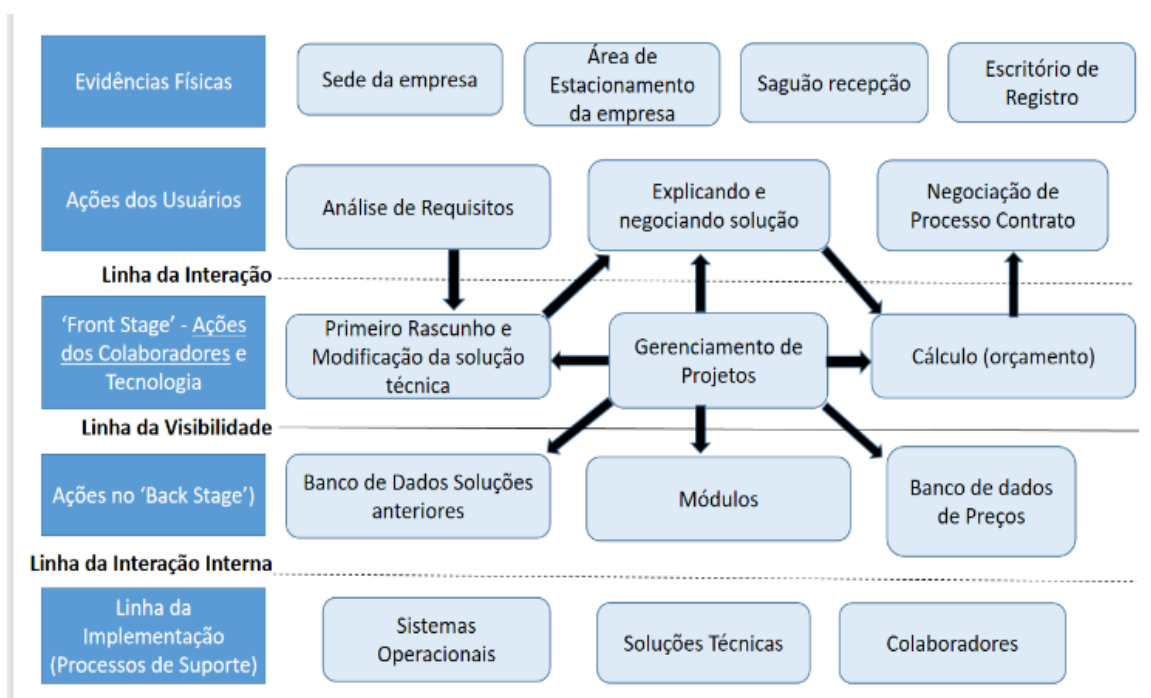 Evidências Físicas
Sede da empresa
Área de
Estacionamento
da empresa
Saguão recepção
Escritório de
Registro
Ações dos Usuários
Análise de Requisitos
Explicando e
negociando solução
Negociação de
Processo Contrato
Linha da Interação
‘Front Stage’ - Ações
dos Colaboradores e
Tecnologia
Primeiro Rascunho e
Modificação da solução
técnica
Gerenciamento de
Projetos
Cálculo (orçamento)
Linha da Visibilidade
Ações no ‘Back Stage’)
Banco de Dados Soluções
anteriores
Módulos
Banco de dados
de Preços
Linha da Interação Interna
Linha da
Implementação
(Processos de Suporte)
Sistemas
Operacionais
Soluções Técnicas
Colaboradores